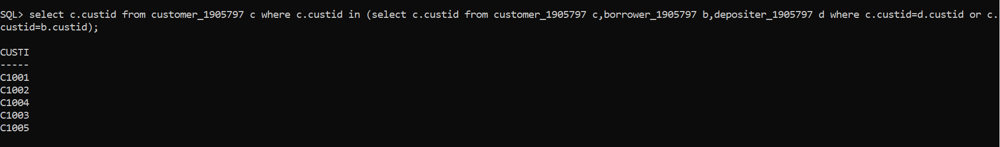 SQL> select c.custid from customer_1905797 c where c.custid in (select c.custid from customer_1905797 c,borrower_1905797 b,depositer_1905797 d where c.custid=d.custid or c.
custid=b.custid);
CUSTI
-----
C1001
C1002
C1004
C1003
C1005